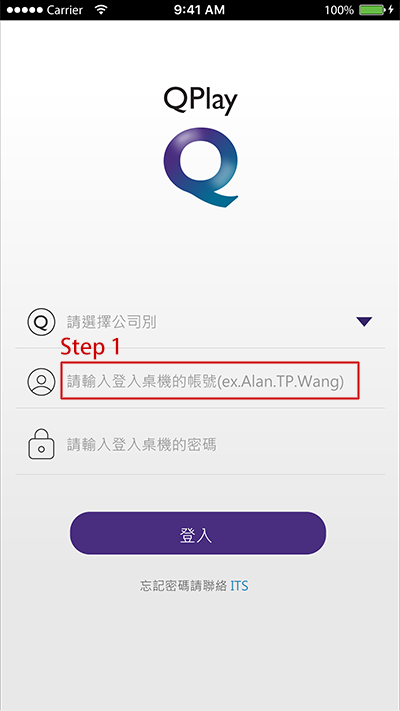 Carrier 9:41 AM 100%
QPlay
Q
Q 請選擇公司別
Step 1
請輸入登入桌機的帳號(ex.Alan.TP.Wang)
請輸入登入桌機的密碼
登入
忘記密碼請聯絡 ITS